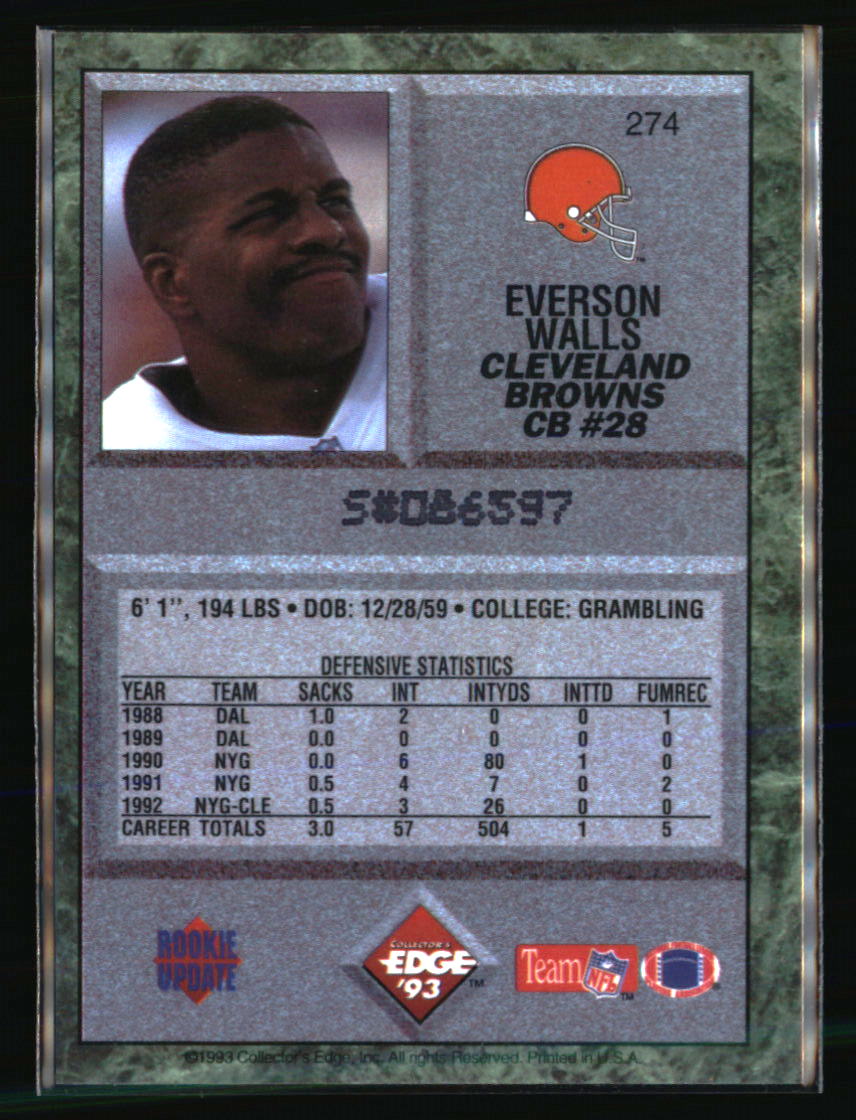 274
EVERSON
WALLS
CLEVELAND
BROWNS
CB #28
S#086597
6' 1", 194 LBS • DOB: 12/28/59 • COLLEGE: GRAMBLING
DEFENSIVE STATISTICS
YEAR TEAM SACKS INT INTYDS INTTD FUMREC
1988 DAL 1.0 2 0 0 1
1989 DAL 0.0 0 0 0 0
1990 NYG 0.0 6 80 1 0
1991 NYG 0.5 4 7 0 2
1992 NYG-CLE 0.5 3 26 0 0
CAREER TOTALS 3.0 57 504 1 5
ROOKIE
UPDATE
COLLECTOR'S
EDGE
'93 TM
Team NFL TM
©1993 Collector's Edge, Inc. All rights Reserved. Printed in U.S.A.